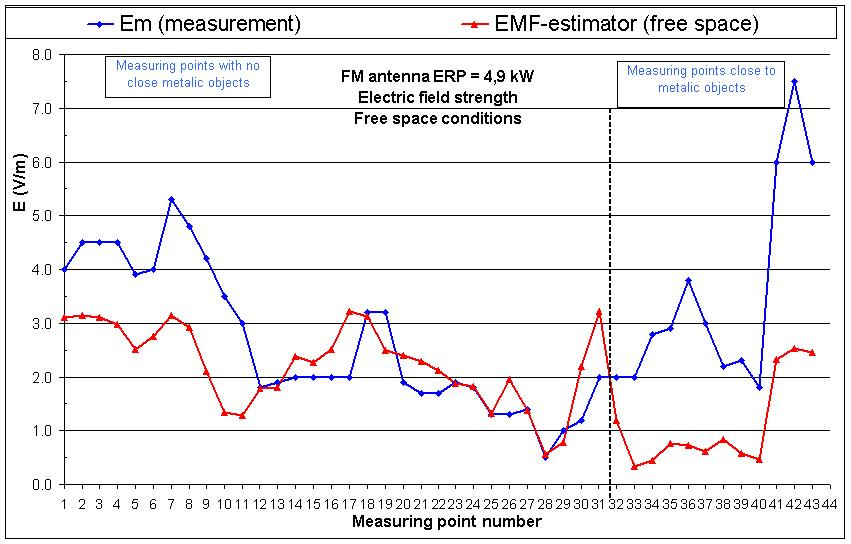 Em (measurement) EMF-estimator (free space)
Measuring points with no
close metalic objects
FM antenna ERP = 4,9 kW
Electric field strength
Free space conditions
Measuring points close to
metalic objects
E (V/m)
8.0
7.0
6.0
5.0
4.0
3.0
2.0
1.0
0.0
1 2 3 4 5 6 7 8 9 10 11 12 13 14 15 16 17 18 19 20 21 22 23 24 25 26 27 28 29 30 31 32 33 34 35 36 37 38 39 40 41 42 43 44
Measuring point number